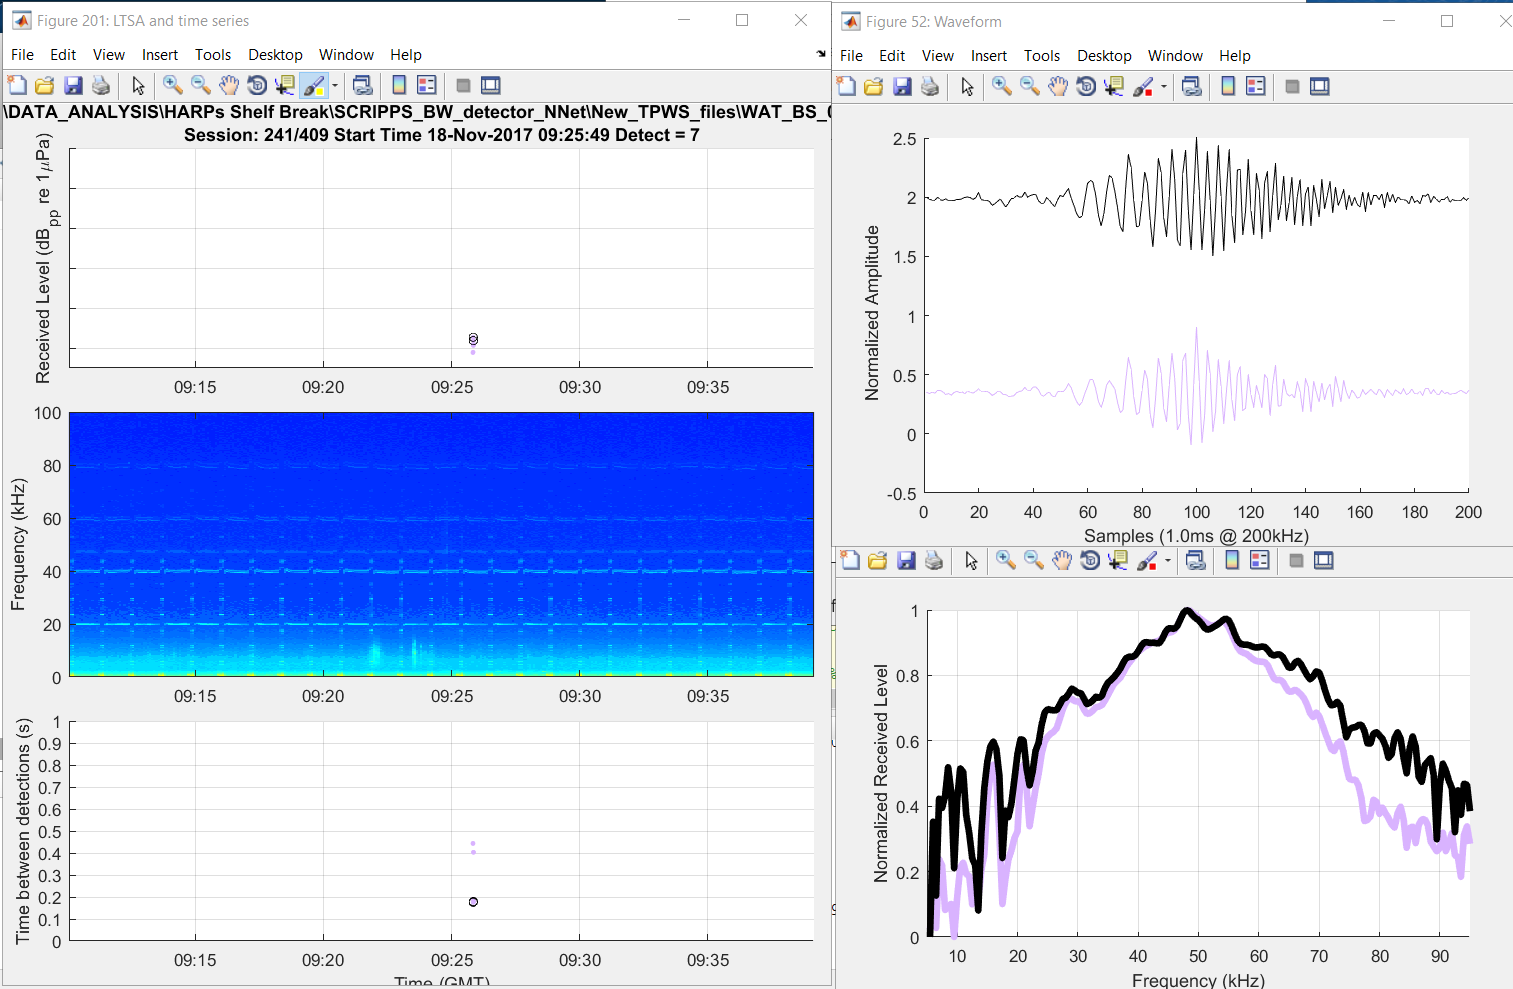 Figure 201: LTSA and time series
File Edit View Insert Tools Desktop Window Help
\DATA_ANALYSIS\HARPs Shelf Break\SCRIPPS_BW_detector_NNet\New_TPWS_files\WAT_BS_
Session: 241/409 Start Time 18-Nov-2017 09:25:49 Detect = 7
Received Level (dBpp re 1μPa)
09:15 09:20 09:25 09:30 09:35
Frequency (kHz)
100
80
60
40
20
0
09:15 09:20 09:25 09:30 09:35
Time between detections (s)
1
0.9
0.8
0.7
0.6
0.5
0.4
0.3
0.2
0.1
0
09:15 09:20 09:25 09:30 09:35
Time (GMT)
Figure 52: Waveform
File Edit View Insert Tools Desktop Window Help
Normalized Amplitude
2.5
2
1.5
1
0.5
0
-0.5
0 20 40 60 80 100 120 140 160 180 200
Samples (1.0ms @ 200kHz)
Normalized Received Level
1
0.8
0.6
0.4
0.2
0
10 20 30 40 50 60 70 80 90
Frequency (kHz)